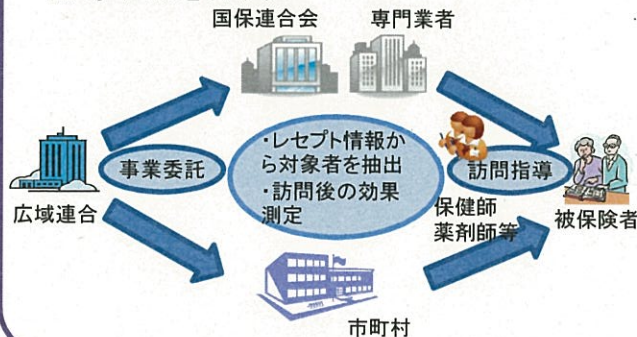 国保連合会
専門業者
広域連合
事業委託
・レセプト情報か
ら対象者を抽出
・訪問後の効果
測定
訪問指導
保健師
薬剤師等
被保険者
市町村